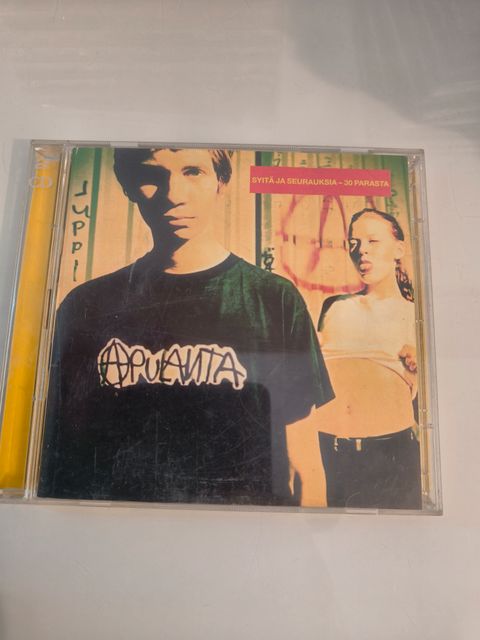 SYITÄ JA SEURAUKSIA – 30 PARASTA
JUPPI
APULANTA